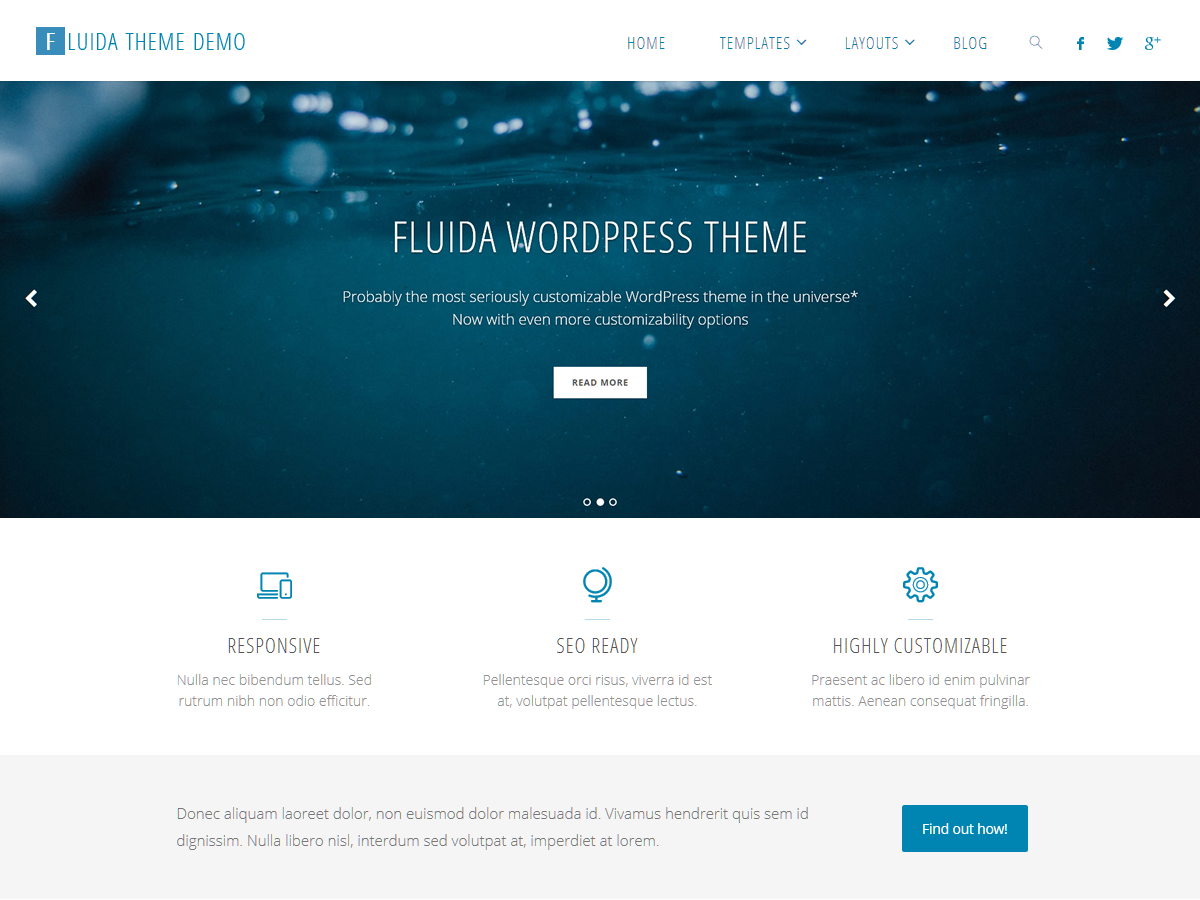 FLUIDA THEME DEMO
HOME TEMPLATES LAYOUTS BLOG
FLUIDA WORDPRESS THEME
Probably the most seriously customizable WordPress theme in the universe*
Now with even more customizability options
READ MORE
RESPONSIVE
Nulla nec bibendum tellus. Sed
rutrum nibh non odio efficitur.
SEO READY
Pellentesque orci risus, viverra id est
at, volutpat pellentesque lectus.
HIGHLY CUSTOMIZABLE
Praesent ac libero id enim pulvinar
mattis. Aenean consequat fringilla.
Donec aliquam laoreet dolor, non euismod dolor malesuada id. Vivamus hendrerit quis sem id
dignissim. Nulla libero nisl, interdum sed volutpat at, imperdiet at lorem.
Find out how!